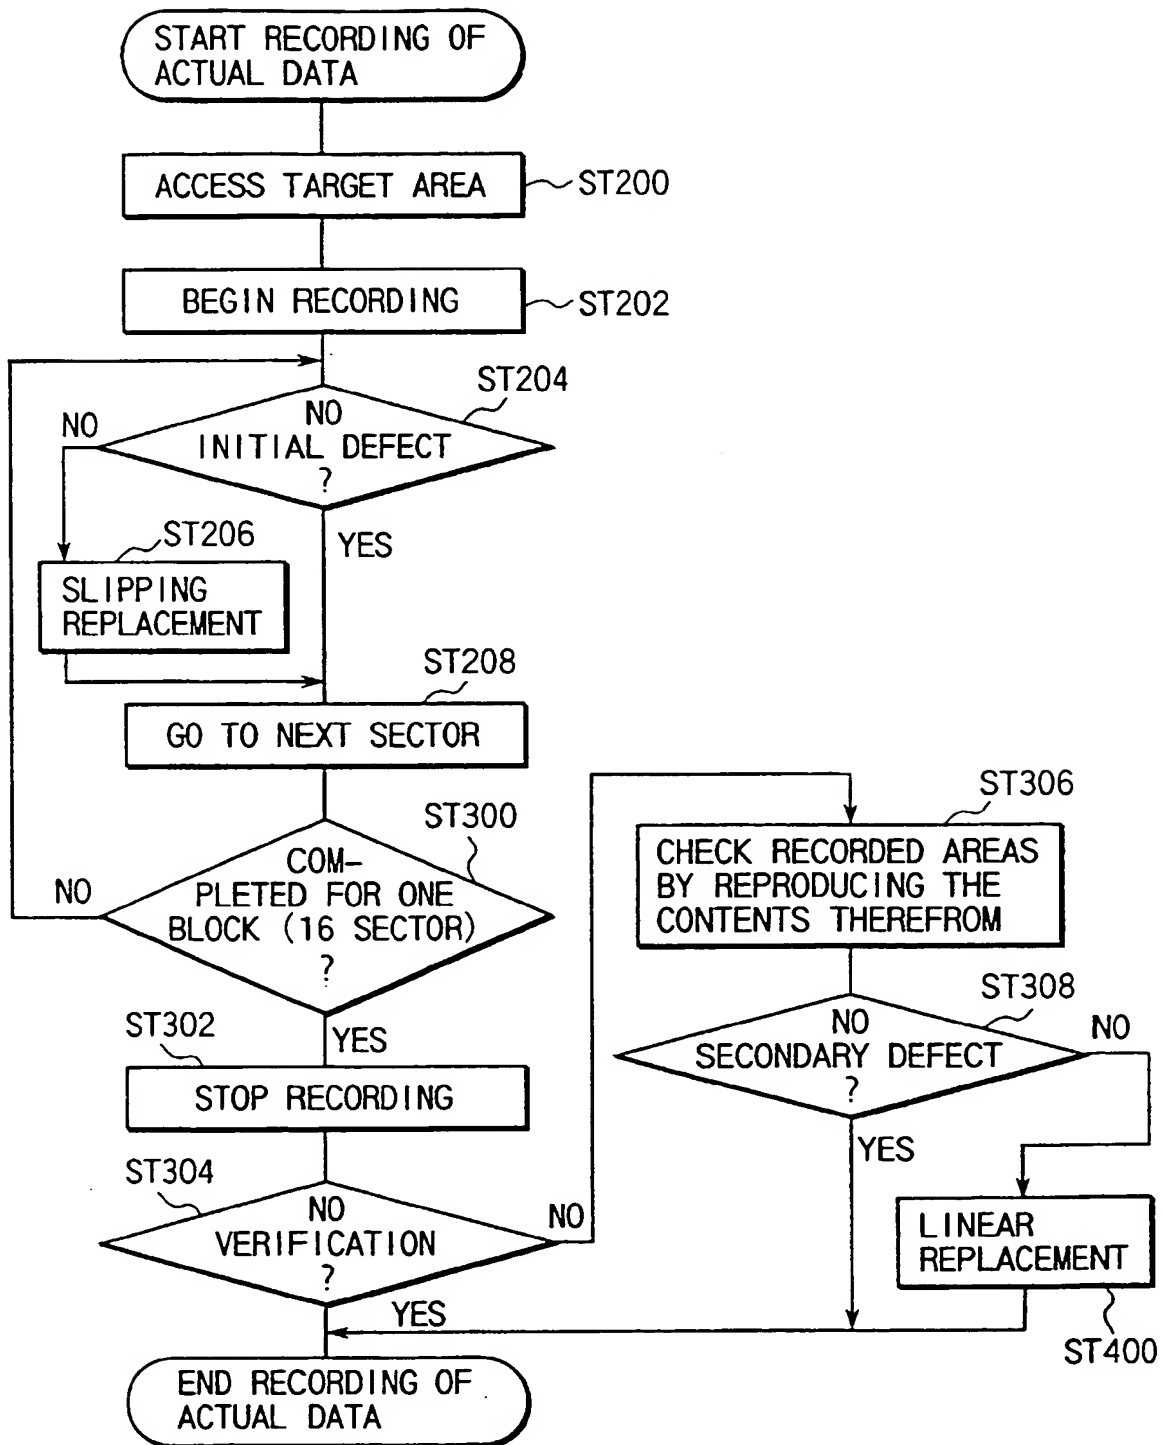 START RECORDING OF
ACTUAL DATA
ACCESS TARGET AREA
ST200
BEGIN RECORDING
ST202
ST204
NO
INITIAL DEFECT
?
NO
YES
ST206
SLIPPING
REPLACEMENT
ST208
GO TO NEXT SECTOR
ST300
COM-
PLETED FOR ONE
BLOCK (16 SECTOR)
?
NO
YES
ST302
STOP RECORDING
ST304
NO
VERIFICATION
?
NO
YES
ST306
CHECK RECORDED AREAS
BY REPRODUCING THE
CONTENTS THEREFROM
ST308
NO
SECONDARY DEFECT
?
NO
YES
LINEAR
REPLACEMENT
ST400
END RECORDING OF
ACTUAL DATA